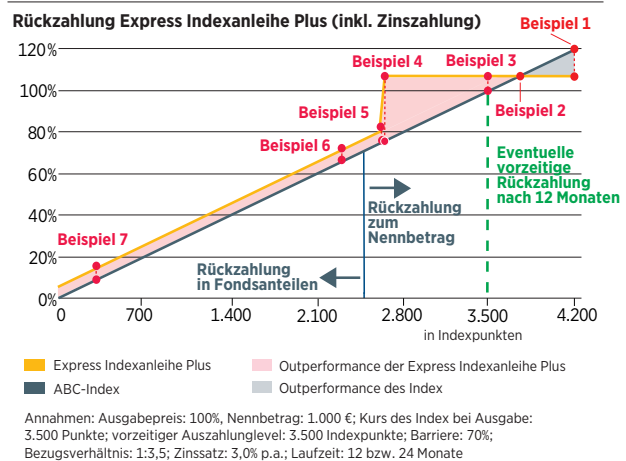 Rückzahlung Express Indexanleihe Plus (inkl. Zinszahlung)
Beispiel 1
120%
Beispiel 4
Beispiel 3
100%
Beispiel 5
Beispiel 2
80%
Beispiel 6
Eventuelle
vorzeitige
Rückzahlung
nach 12 Monaten
60%
Rückzahlung
zum
Nennbetrag
40%
Beispiel 7
Rückzahlung
in Fondsanteilen
20%
0%
0 700 1.400 2.100 2.800 3.500 4.200
in Indexpunkten
Express Indexanleihe Plus
Outperformance der Express Indexanleihe Plus
ABC-Index
Outperformance des Index
Annahmen: Ausgabepreis: 100%, Nennbetrag: 1.000 €; Kurs des Index bei Ausgabe:
3.500 Punkte; vorzeitiger Auszahlunglevel: 3.500 Indexpunkte; Barriere: 70%;
Bezugsverhältnis: 1:3,5; Zinssatz: 3,0% p.a.; Laufzeit: 12 bzw. 24 Monate